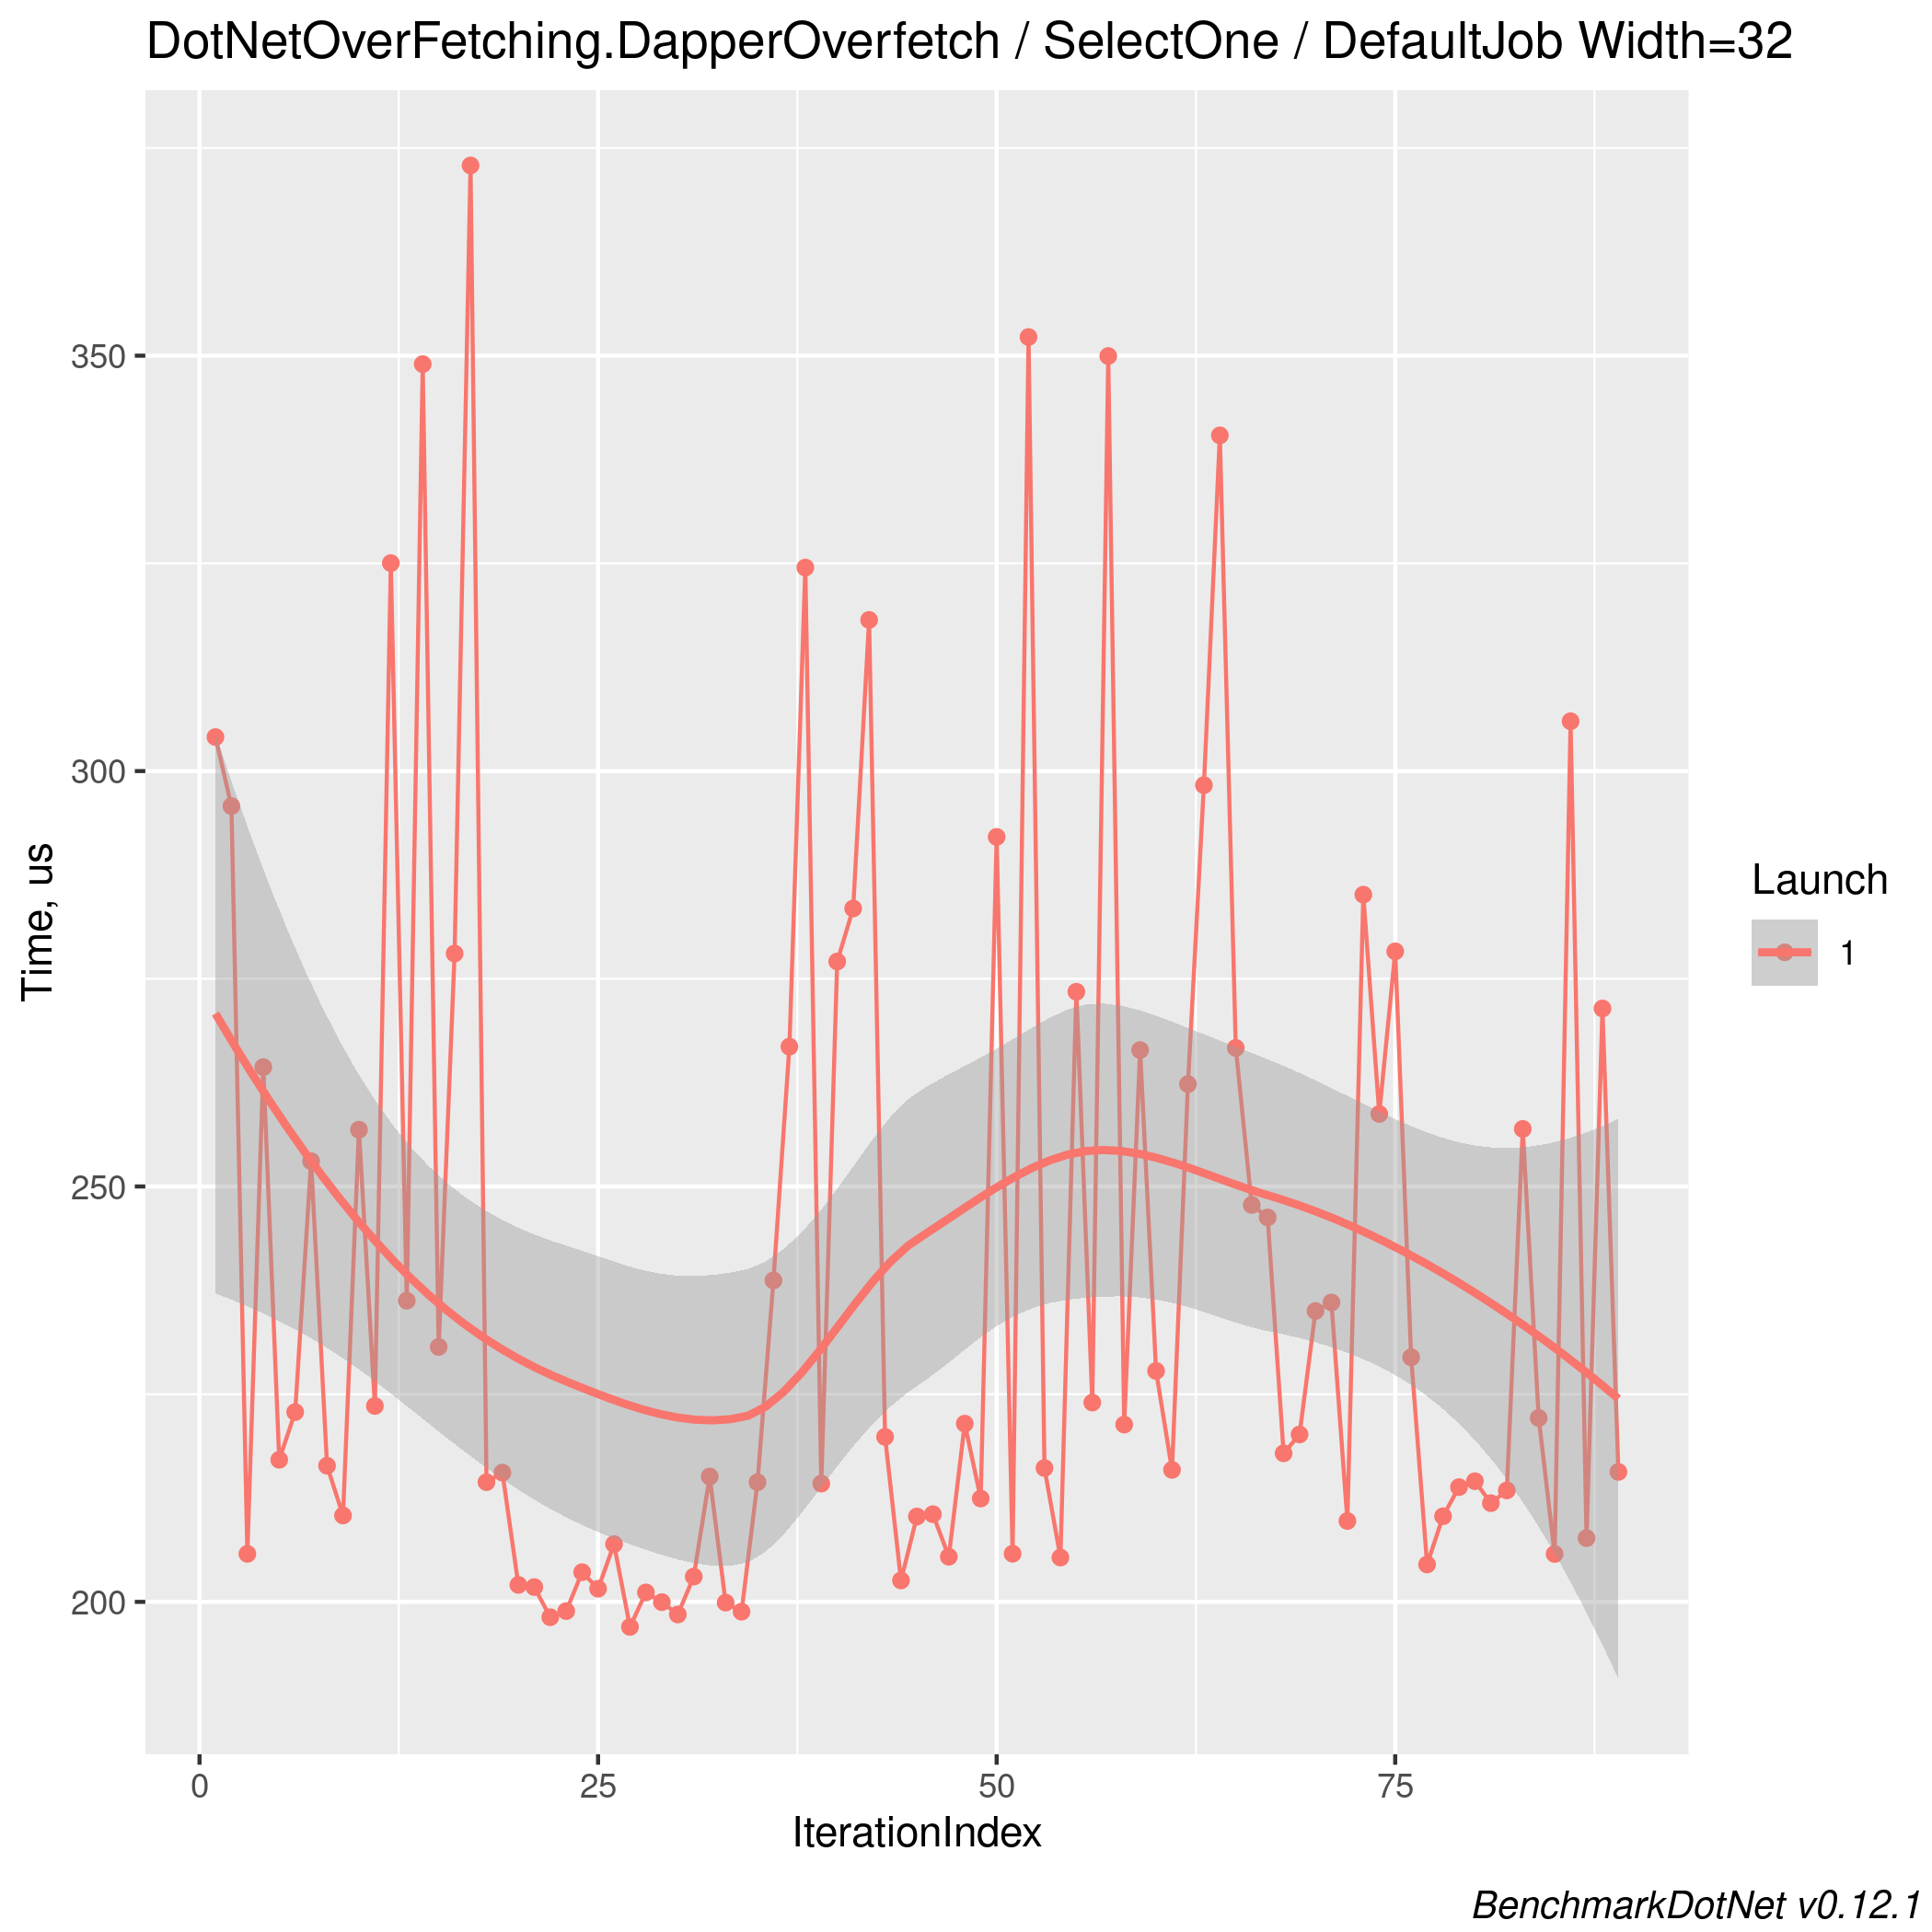 DotNetOverFetching.DapperOverfetch / SelectOne / DefaultJob Width=32
Time, us
350
300
250
200
0 25 50 75
IterationIndex
Launch
1
BenchmarkDotNet v0.12.1